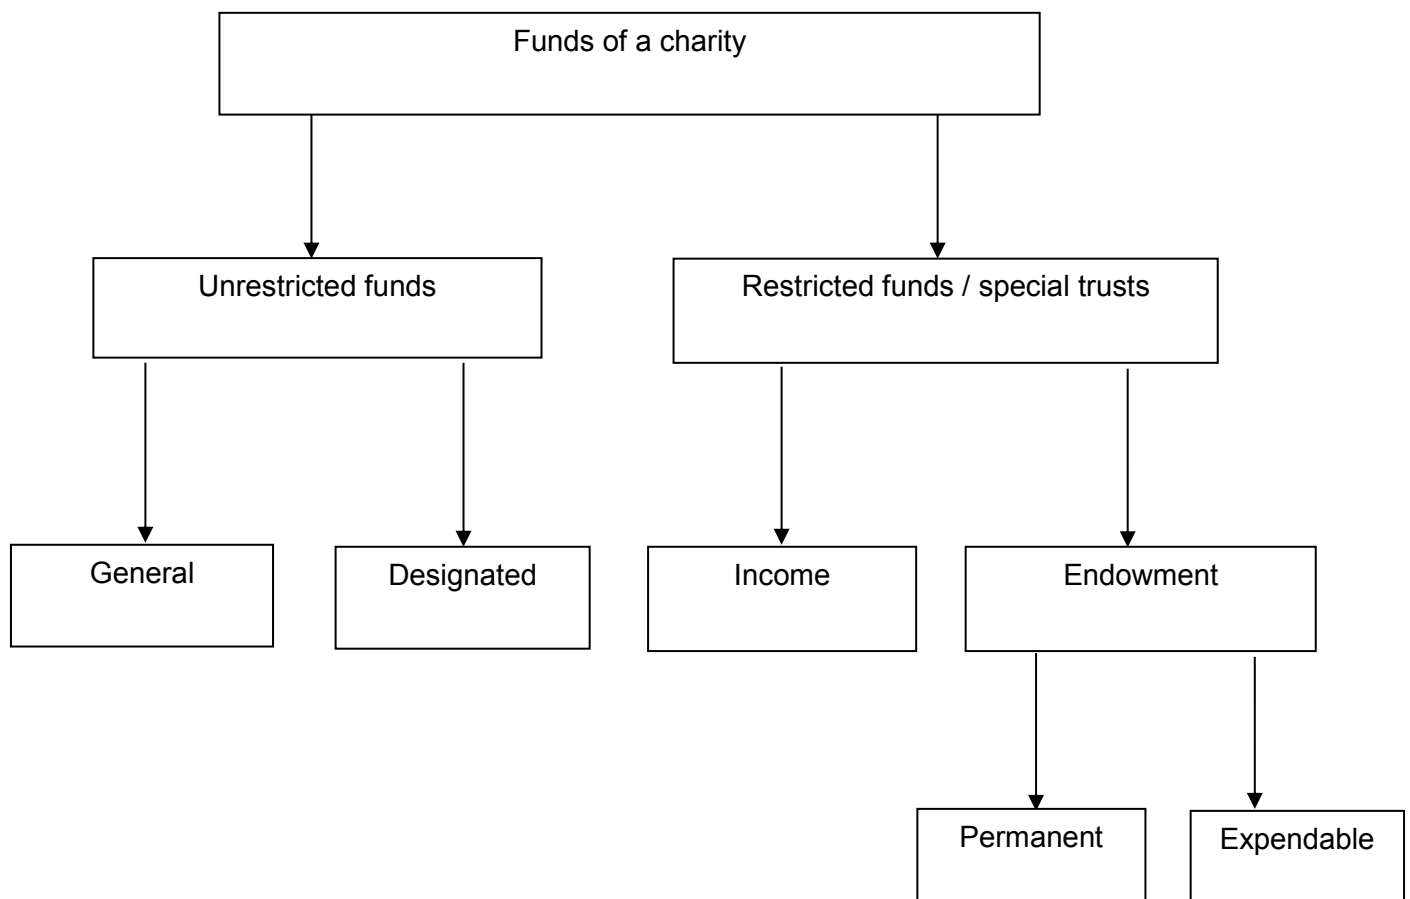 Funds of a charity
Unrestricted funds
Restricted funds / special trusts
General
Designated
Income
Endowment
Permanent
Expendable